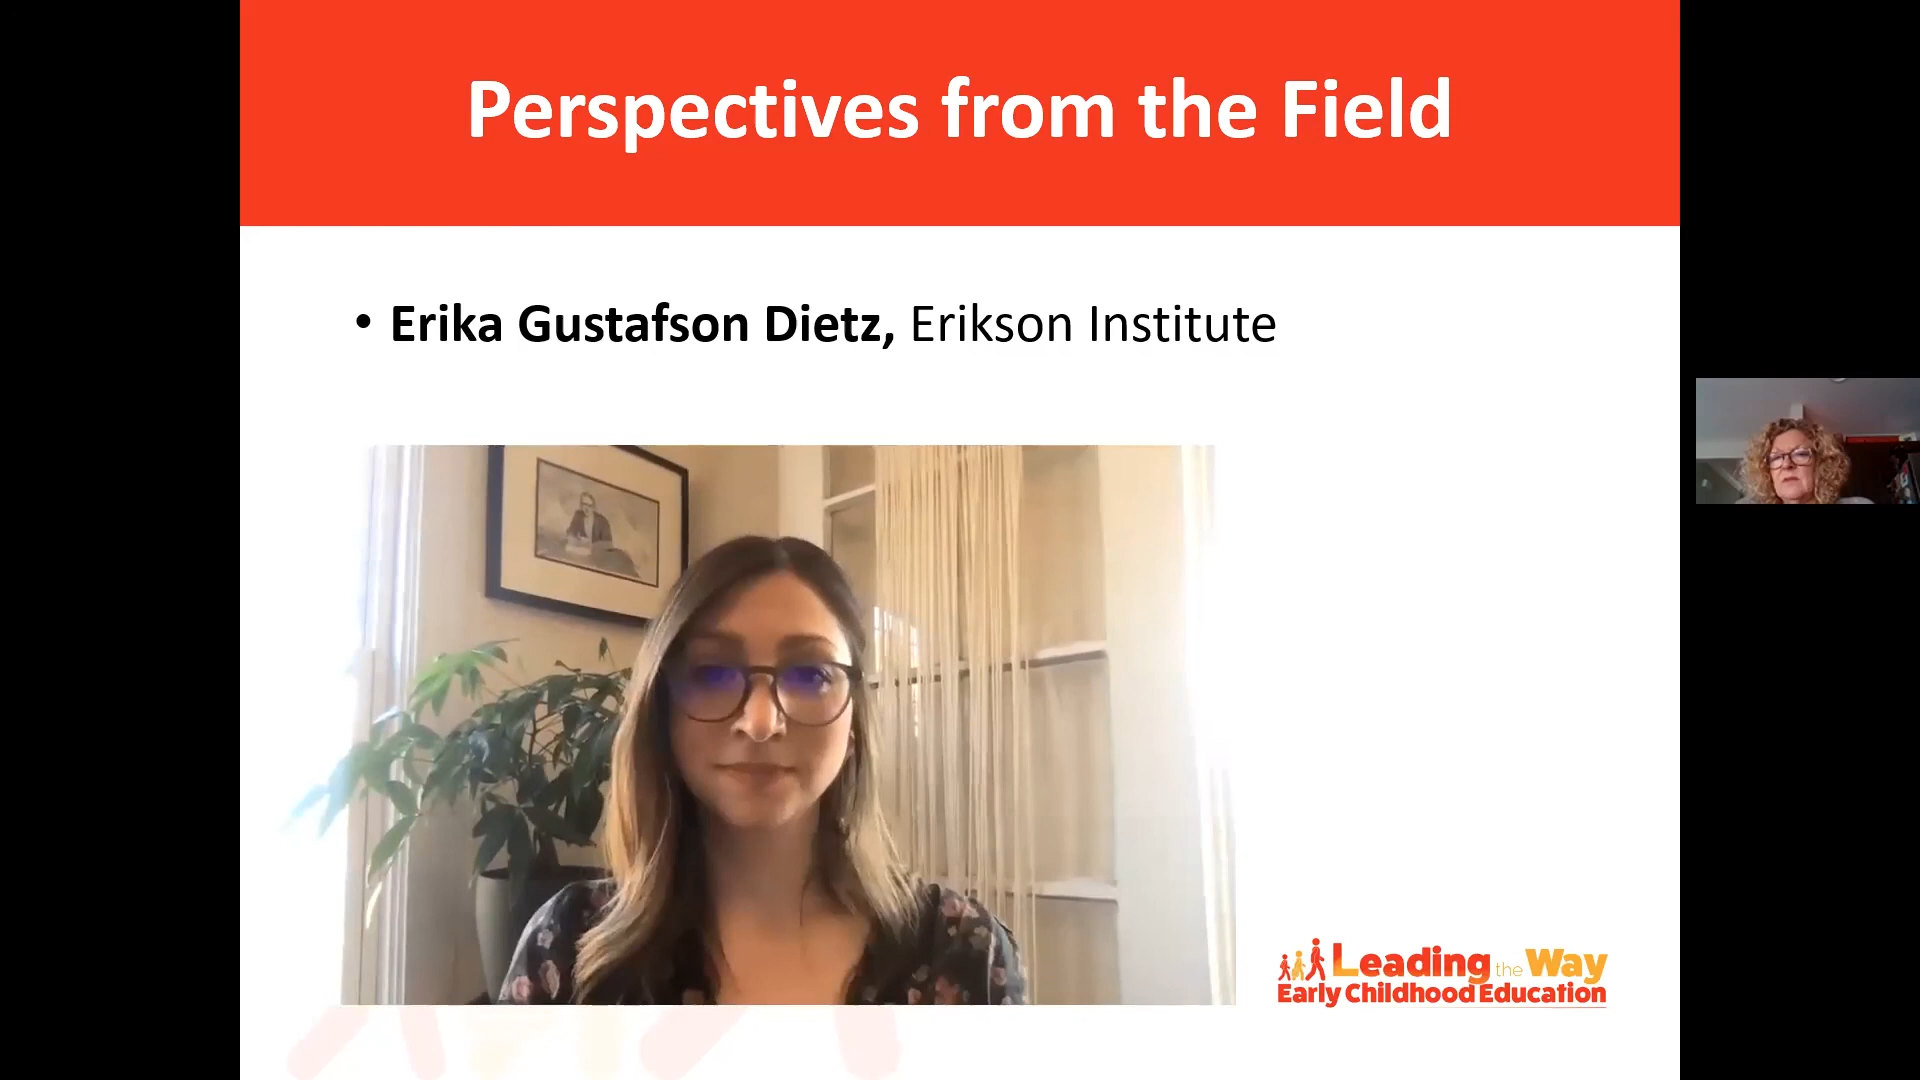 Perspectives from the Field
• Erika Gustafson Dietz, Erikson Institute
Leading the Way
Early Childhood Education